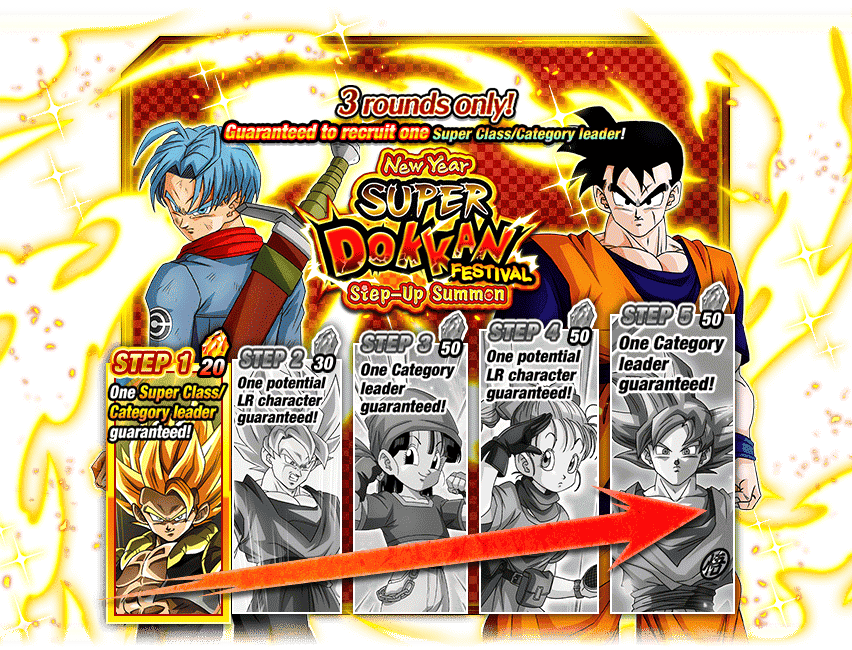 3 rounds only!
Guaranteed to recruit one Super Class/Category leader!
New Year
SUPER
DOKKAN
FESTIVAL
Step-Up Summon
STEP 1
20
One Super Class/
Category leader
guaranteed!
STEP 2
30
One potential
LR character
guaranteed!
STEP 3
50
One Category
leader
guaranteed!
STEP 4
50
One potential
LR character
guaranteed!
STEP 5
50
One Category
leader
guaranteed!
悟